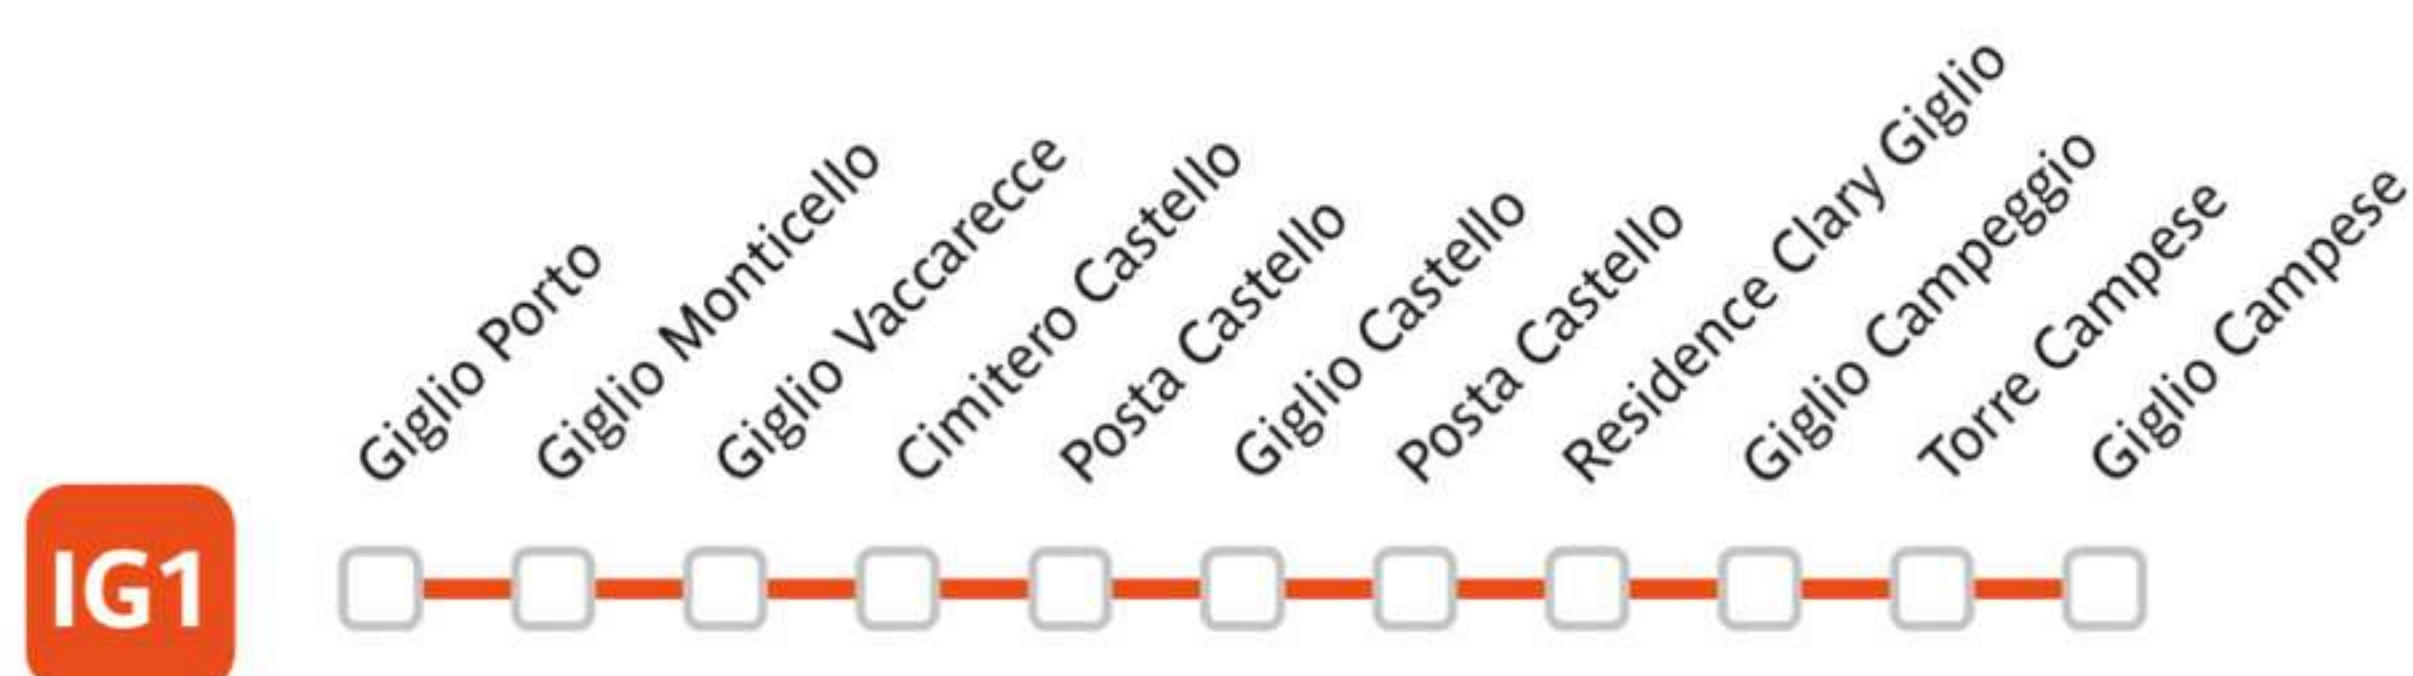 Giglio Porto
Giglio Monticello
Giglio Vaccarecce
Cimitero Castello
Posta Castello
Giglio Castello
Posta Castello
Residence Clary Giglio
Giglio Campeggio
Torre Campese
Giglio Campese
IG1